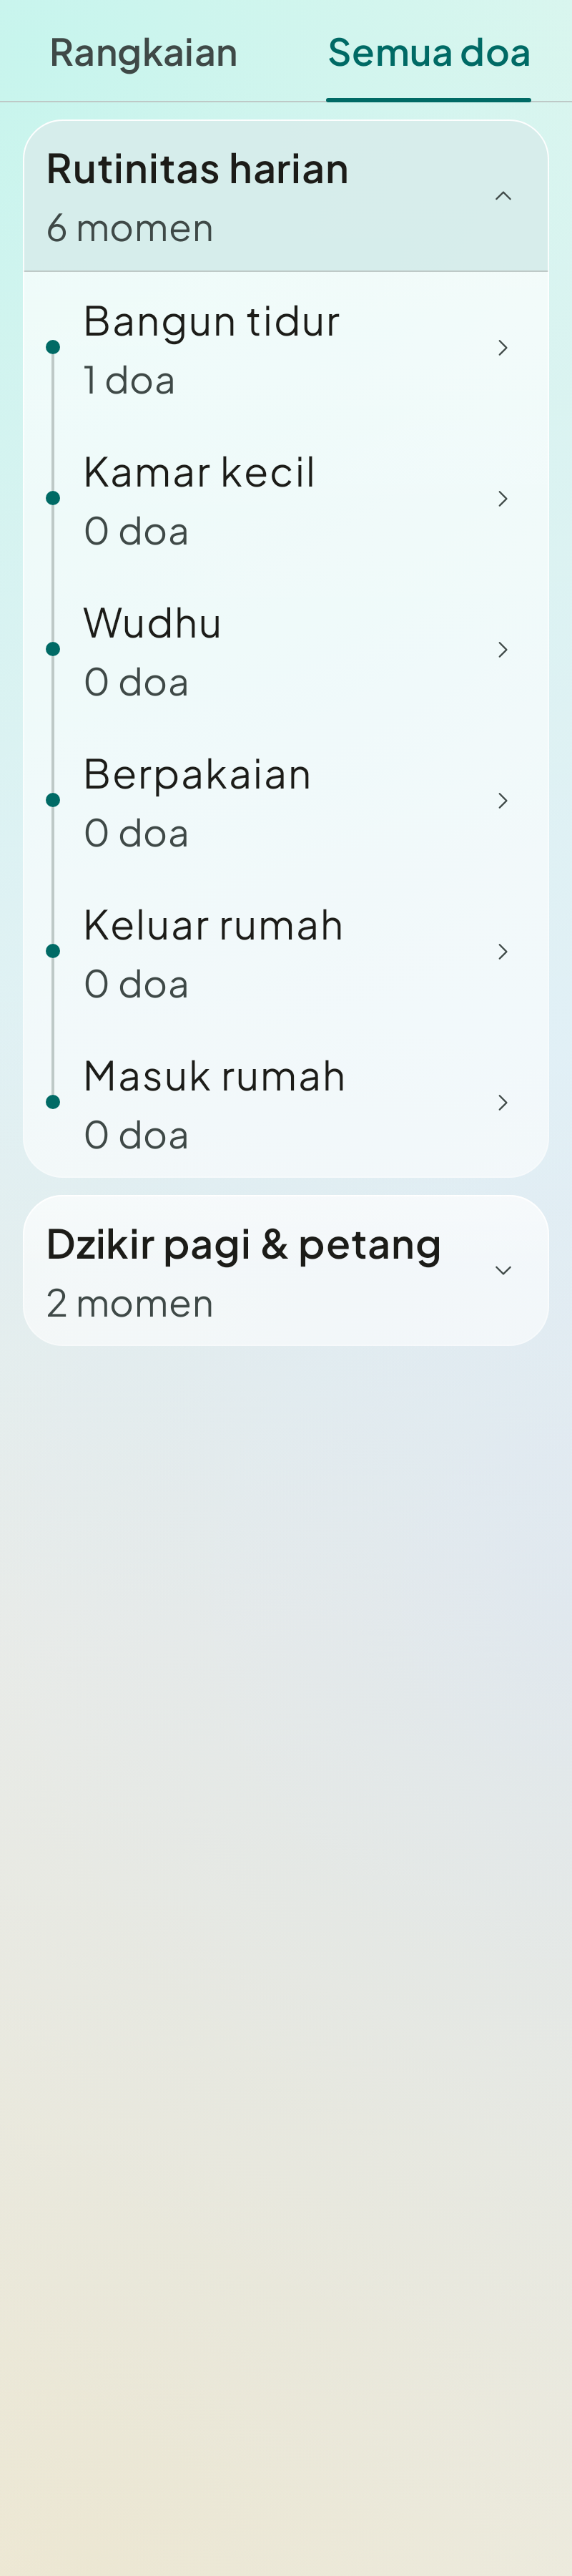 Rangkaian
Semua doa
Rutinitas harian
6 momen
Bangun tidur
1 doa
Kamar kecil
0 doa
Wudhu
0 doa
Berpakaian
0 doa
Keluar rumah
0 doa
Masuk rumah
0 doa
Dzikir pagi & petang
2 momen